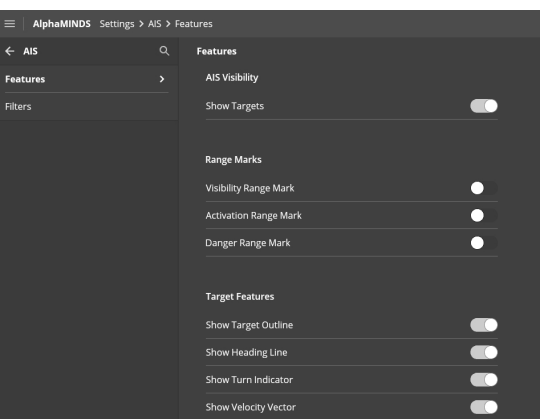 AlphaMINDS Settings > AIS > Features
AIS
Features
Filters
Features
AIS Visibility
Show Targets
Range Marks
Visibility Range Mark
Activation Range Mark
Danger Range Mark
Target Features
Show Target Outline
Show Heading Line
Show Turn Indicator
Show Velocity Vector